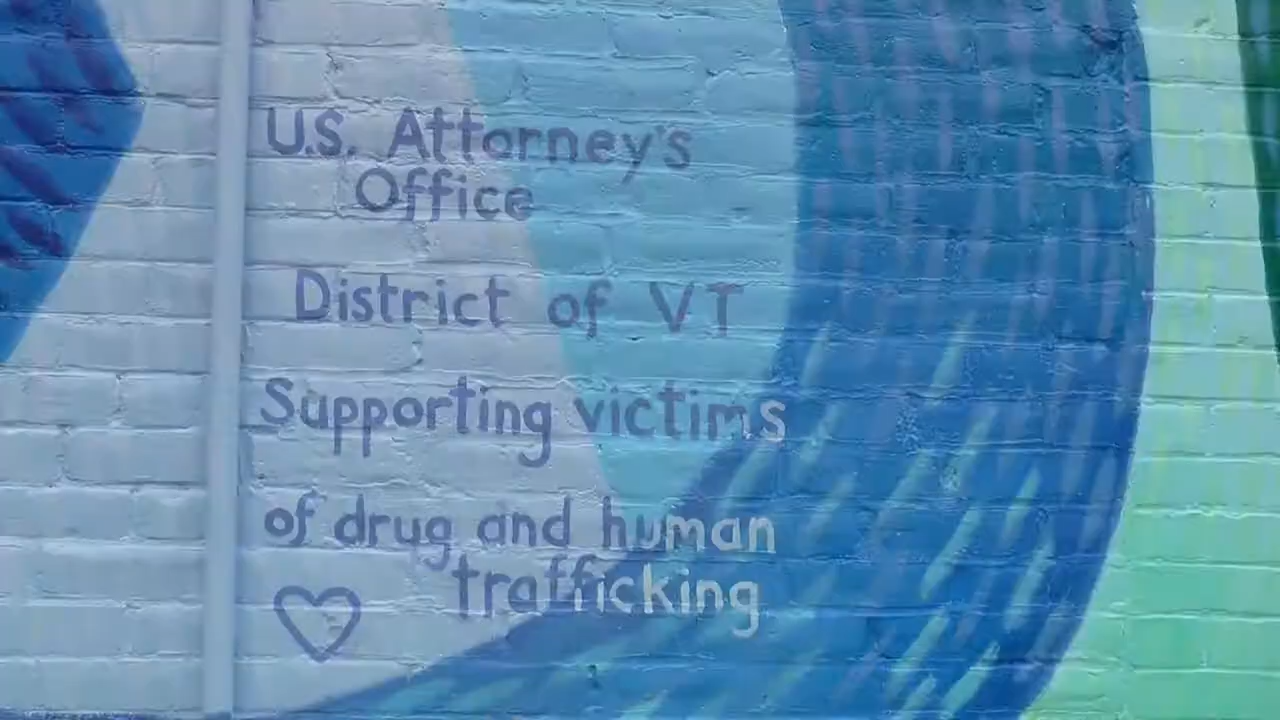 U.S. Attorney's
Office
District of VT
Supporting victims
of drug and human
trafficking